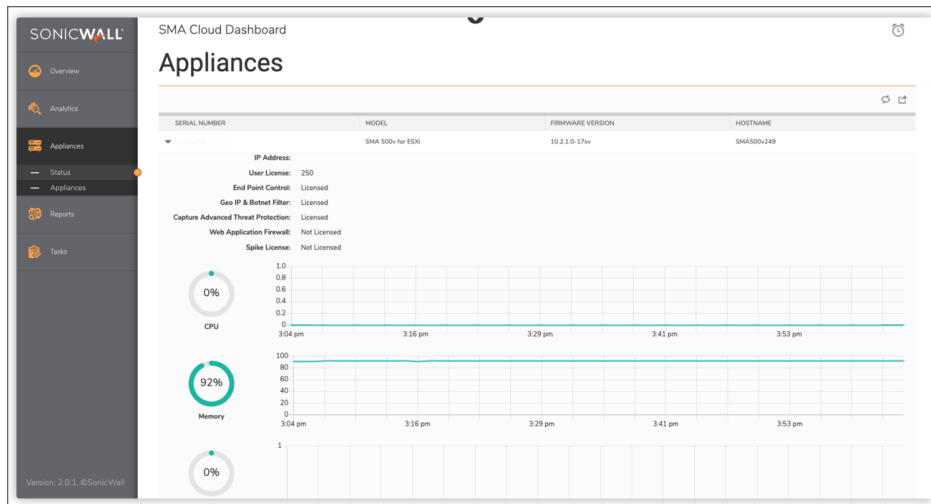 SONICWALL
SMA Cloud Dashboard
Overview
Analytics
Appliances
Status
Appliances
Reports
Tasks
Version: 2.0.1, ©SonicWall
Appliances
SERIAL NUMBER MODEL FIRMWARE VERSION HOSTNAME
SMA 500v for ESXi 10.2.1.0-17sv SMA500v249
IP Address:
User License: 250
End Point Control: Licensed
Geo IP & Botnet Filter: Licensed
Capture Advanced Threat Protection: Licensed
Web Application Firewall: Not Licensed
Spike License: Not Licensed
0%
CPU
1.0
0.8
0.6
0.4
0.2
0
3:04 pm 3:16 pm 3:29 pm 3:41 pm 3:53 pm
92%
Memory
100
80
60
40
20
0
3:04 pm 3:16 pm 3:29 pm 3:41 pm 3:53 pm
0%
1